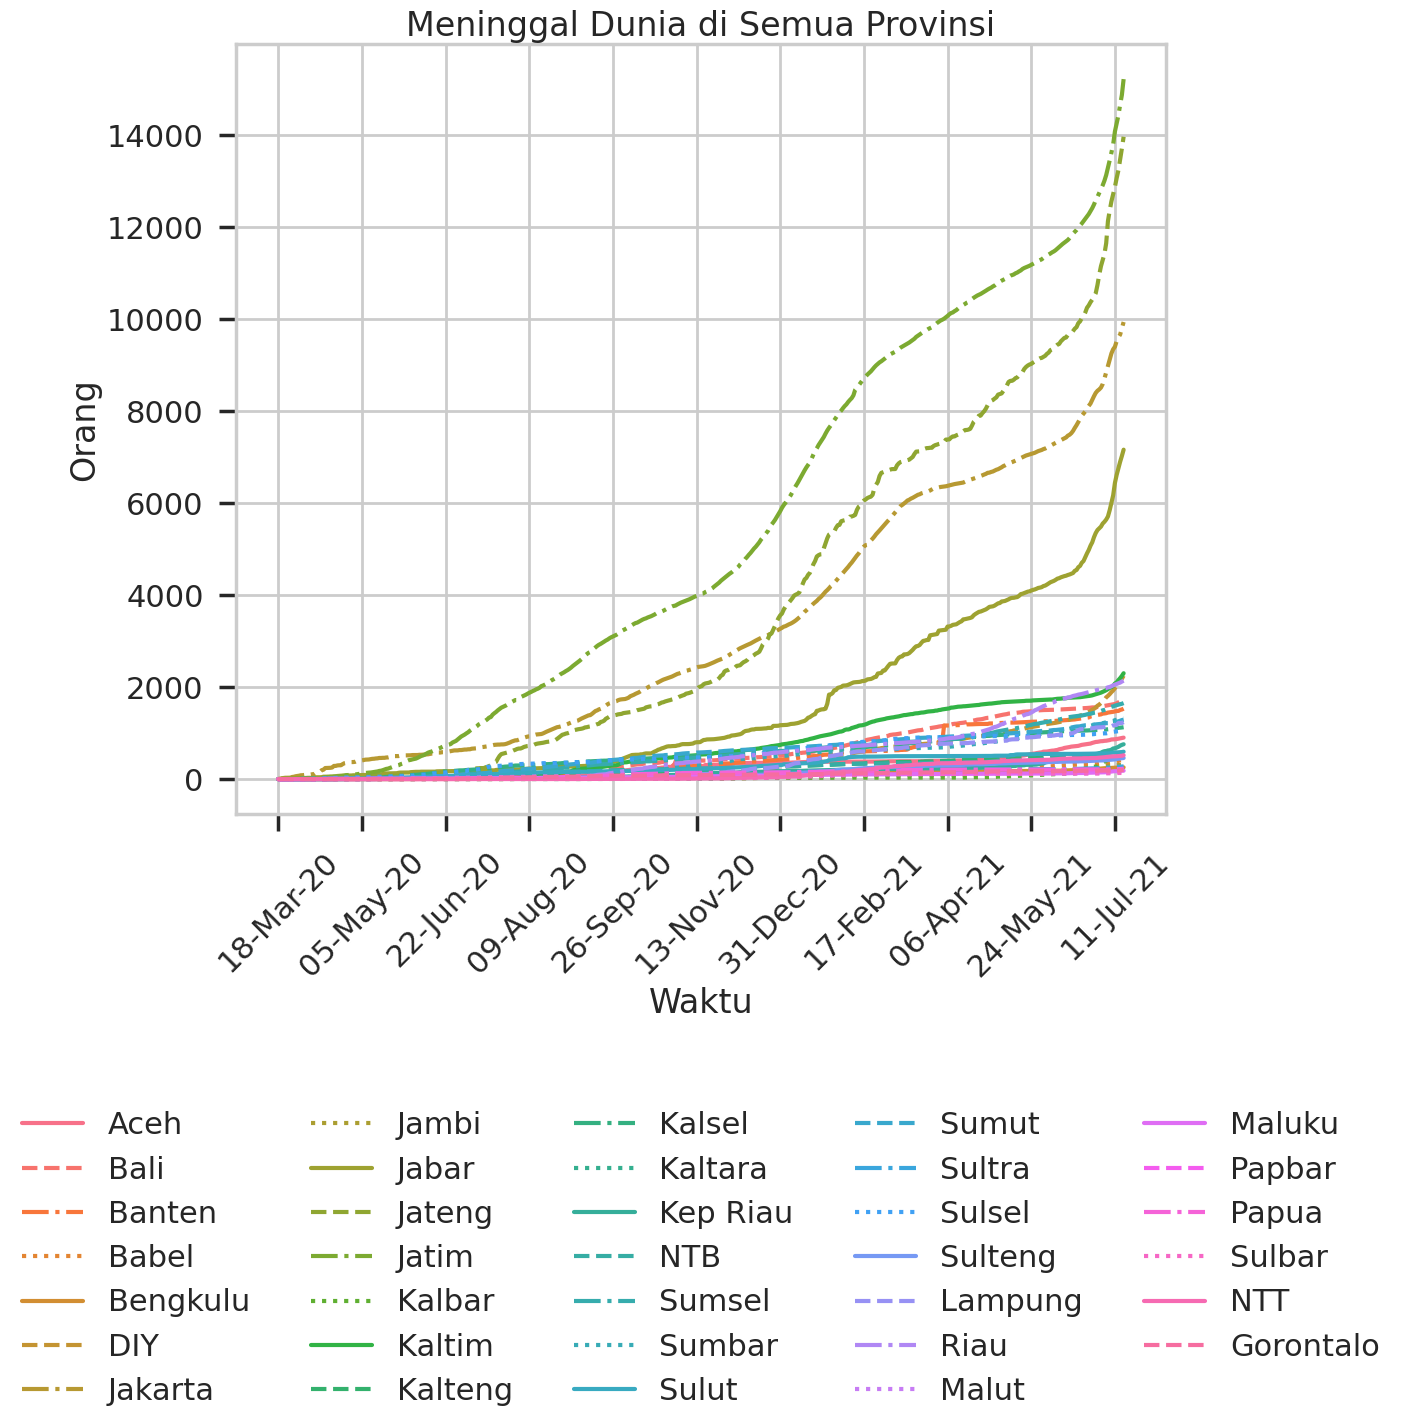 Meninggal Dunia di Semua Provinsi
14000
12000
10000
8000
6000
4000
2000
0
Orang
18-Mar-20
05-May-20
22-Jun-20
09-Aug-20
26-Sep-20
13-Nov-20
31-Dec-20
17-Feb-21
06-Apr-21
24-May-21
11-Jul-21
Waktu
Aceh
Bali
Banten
Babel
Bengkulu
DIY
Jakarta
Jambi
Jabar
Jateng
Jatim
Kalbar
Kaltim
Kalteng
Kalsel
Kaltara
Kep Riau
NTB
Sumsel
Sumbar
Sulut
Sumut
Sultra
Sulsel
Sulteng
Lampung
Riau
Malut
Maluku
Papbar
Papua
Sulbar
NTT
Gorontalo